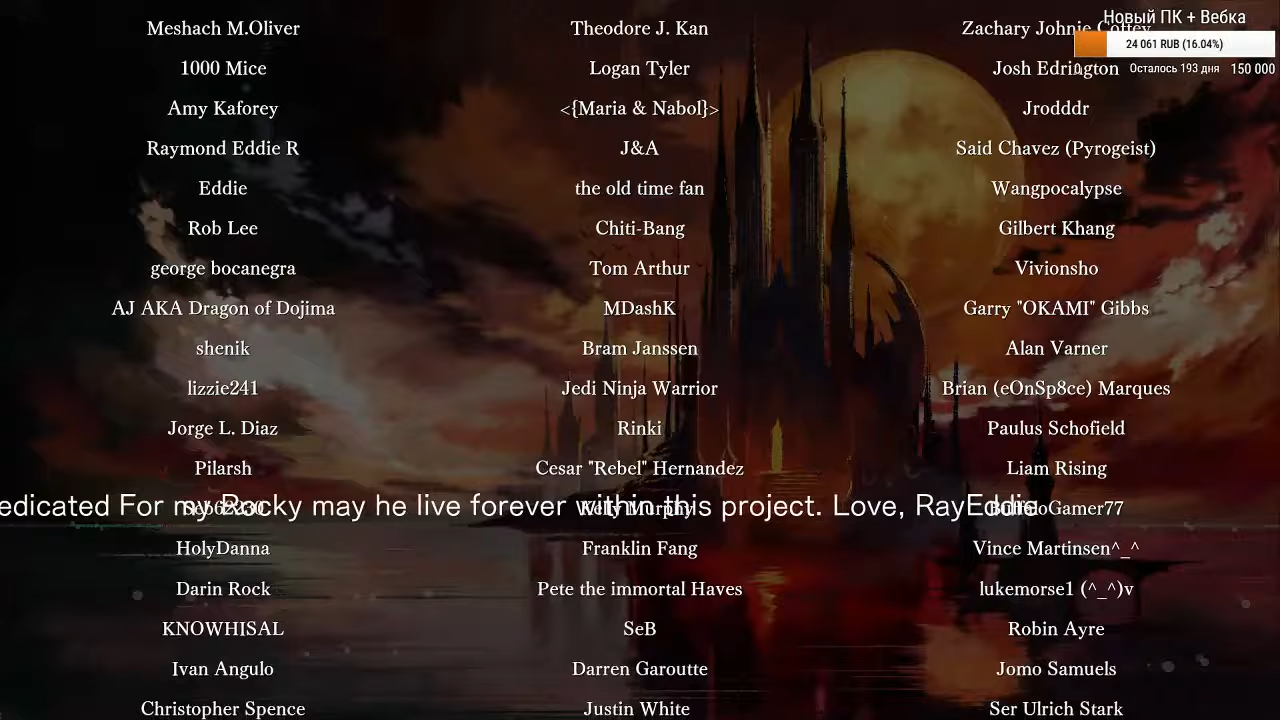 Meshach M.Oliver
1000 Mice
Amy Kaforey
Raymond Eddie R
Eddie
Rob Lee
george bocanegra
AJ AKA Dragon of Dojima
shenik
lizzie241
Jorge L. Diaz
Pilarsh
HolyDanna
Darin Rock
KNOWHISAL
Ivan Angulo
Christopher Spence
Theodore J. Kan
Logan Tyler
<{Maria & Nabol}>
J&A
the old time fan
Chiti-Bang
Tom Arthur
MDashK
Bram Janssen
Jedi Ninja Warrior
Rinki
Cesar "Rebel" Hernandez
Kelly Murphy
Franklin Fang
Pete the immortal Haves
SeB
Darren Garoutte
Justin White
Zachary Johnie
Josh Edrington
Jrodddr
Said Chavez (Pyrogeist)
Wangpocalypse
Gilbert Khang
Vivionsho
Garry "OKAMI" Gibbs
Alan Varner
Brian (eOnSp8ce) Marques
Paulus Schofield
Liam Rising
BuffaloGamer77
Vince Martinsen^_^
lukemorse1 (^_^)v
Robin Ayre
Jomo Samuels
Ser Ulrich Stark
edicated For my Rocky may he live forever within this project. Love, RayEddie
Новый ПК + Вебка
24 061 RUB (16.04%)
0 Осталось 193 дня 150 000